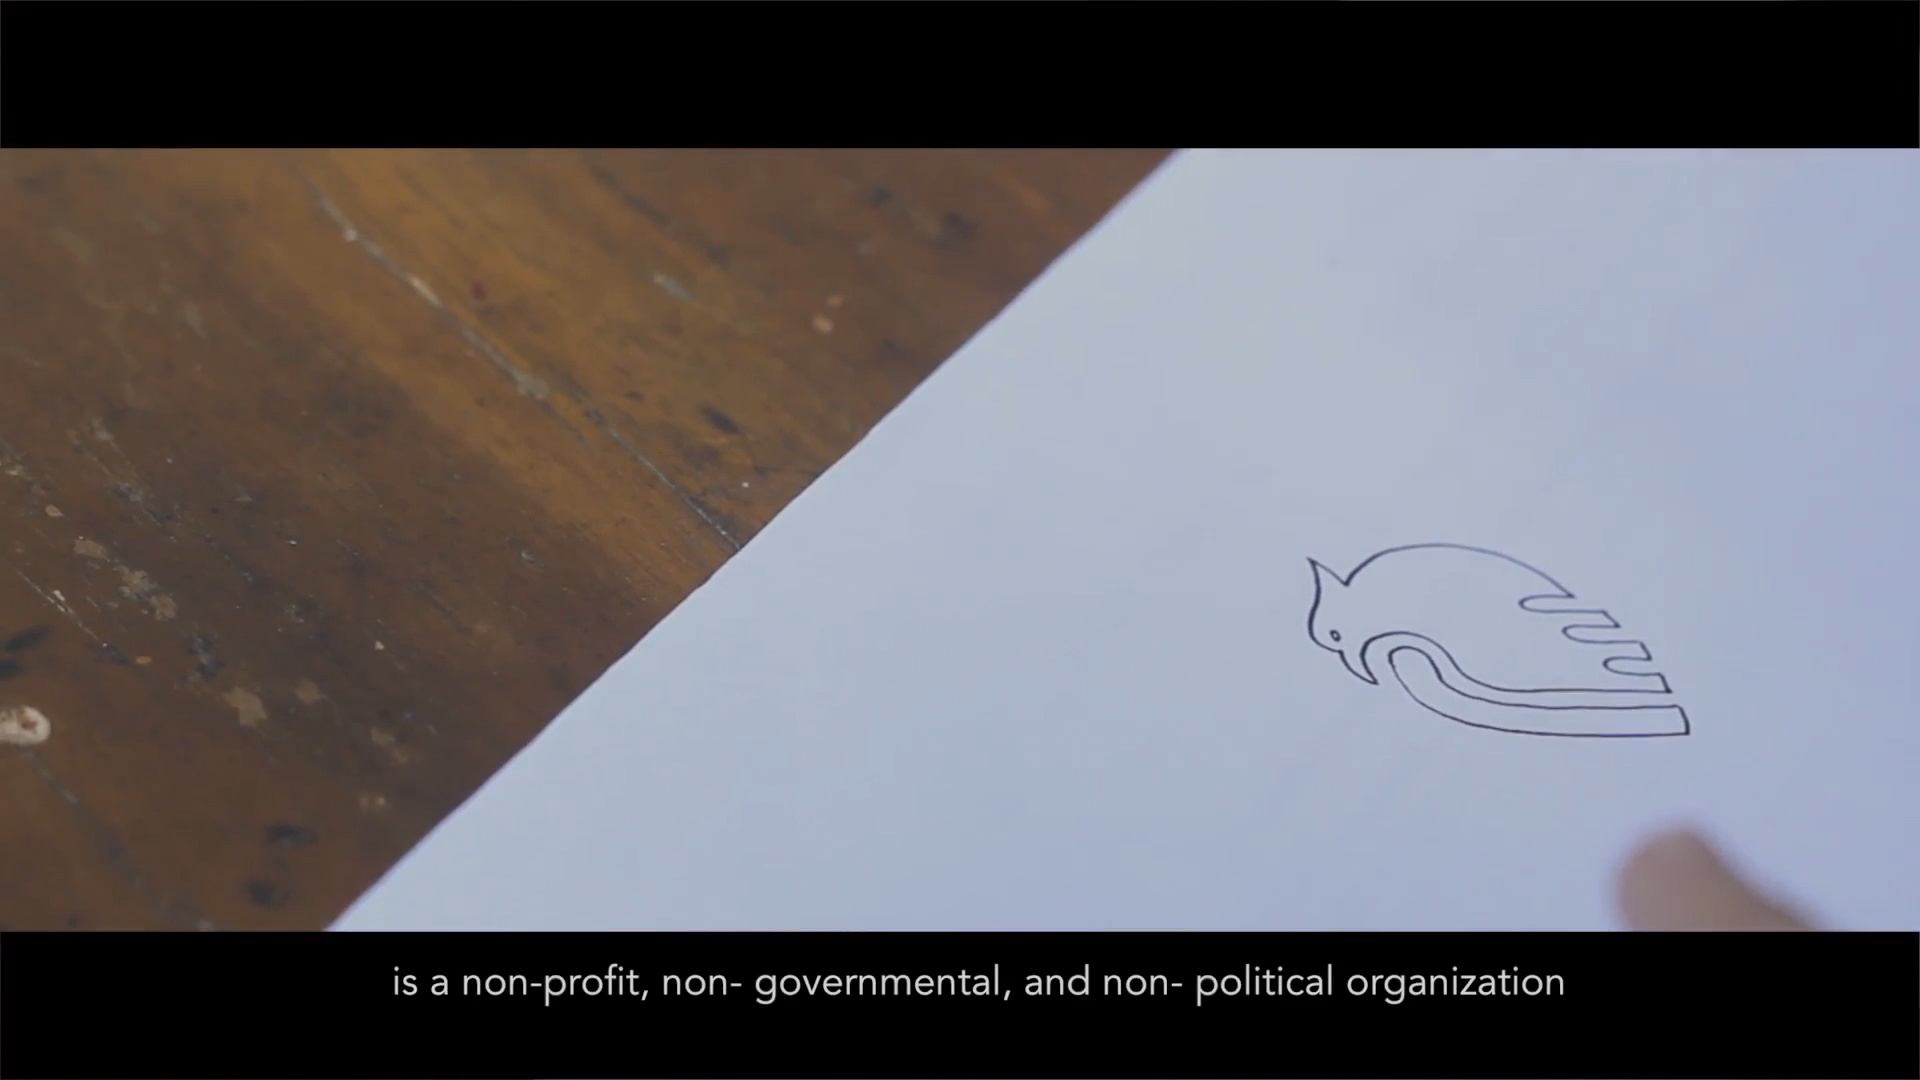 is a non-profit, non- governmental, and non- political organization